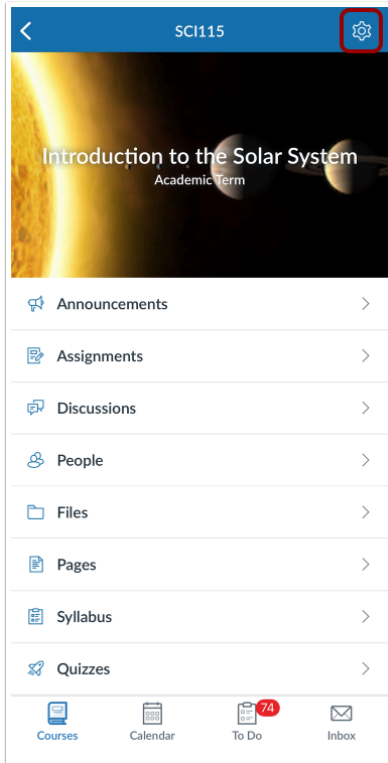 SCI115
Introduction to the Solar System
Academic Term
Announcements
Assignments
Discussions
People
Files
Pages
Syllabus
Quizzes
74
Courses
Calendar
To Do
Inbox